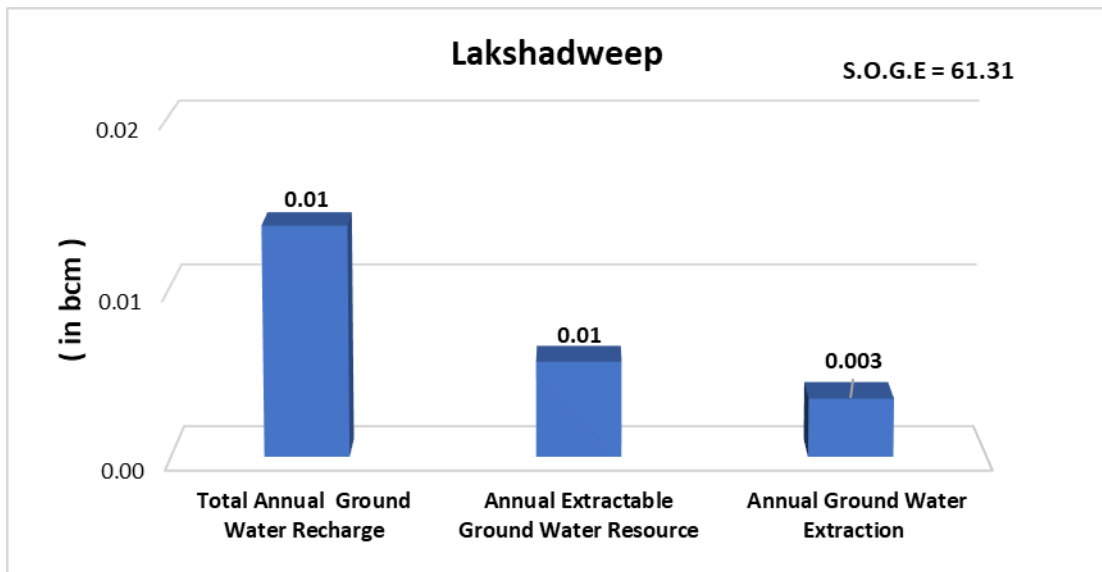 Lakshadweep
S.O.G.E = 61.31
( in bcm )
0.02
0.01
0.00
0.01
0.01
0.003
Total Annual Ground
Water Recharge
Annual Extractable
Ground Water Resource
Annual Ground Water
Extraction